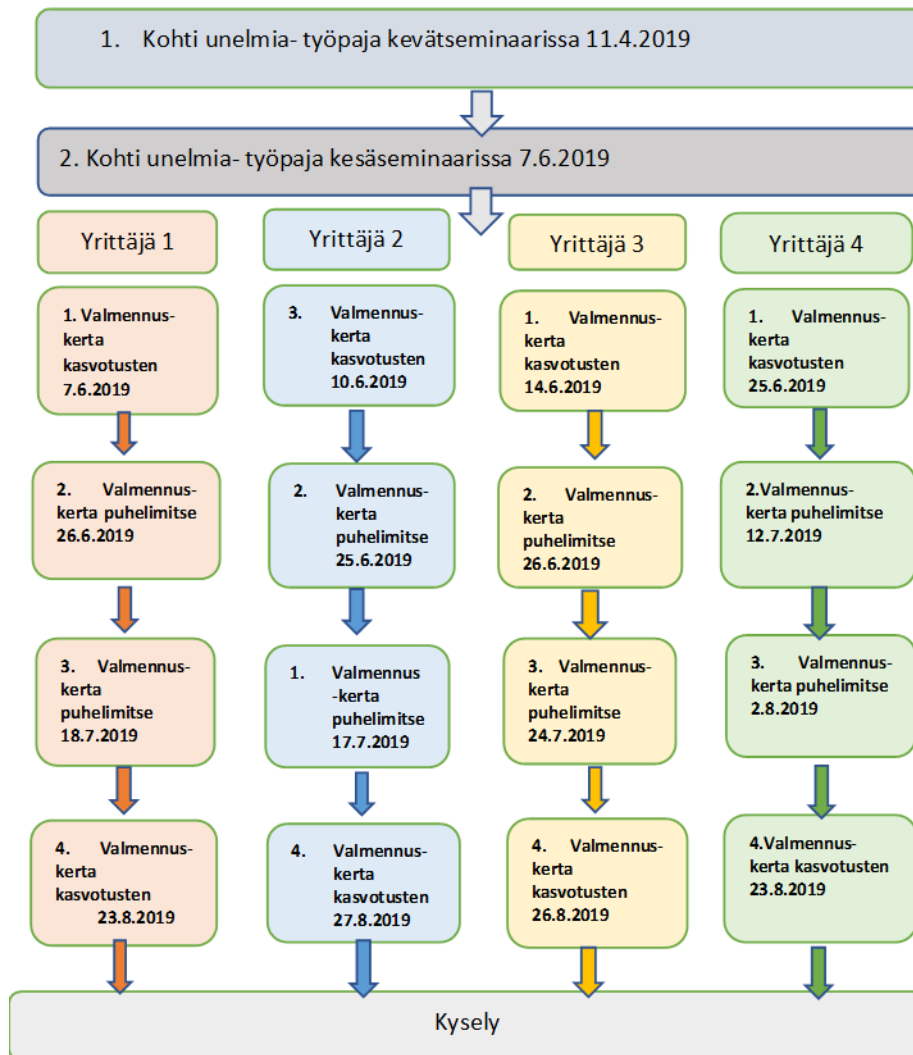 1. Kohti unelmia- työpaja kevätseminaarissa 11.4.2019
2. Kohti unelmia- työpaja kesäseminaarissa 7.6.2019
Yrittäjä 1
1. Valmennus-
kerta
kasvotusten
7.6.2019
2. Valmennus-
kerta puhelimitse
26.6.2019
3. Valmennus-
kerta
puhelimitse
18.7.2019
4. Valmennus-
kerta
kasvotusten
23.8.2019
Yrittäjä 2
3. Valmennus-
kerta
kasvotusten
10.6.2019
2. Valmennus-
kerta
puhelimitse
25.6.2019
1. Valmennus
-kerta
puhelimitse
17.7.2019
4. Valmennus-
kerta
kasvotusten
27.8.2019
Yrittäjä 3
1. Valmennus-
kerta
kasvotusten
14.6.2019
2. Valmennus-
kerta
puhelimitse
26.6.2019
3. Valmennus-
kerta
puhelimitse
24.7.2019
4. Valmennus-
kerta
kasvotusten
26.8.2019
Yrittäjä 4
1. Valmennus-
kerta
kasvotusten
25.6.2019
2.Valmennus-
kerta puhelimitse
12.7.2019
3. Valmennus-
kerta puhelimitse
2.8.2019
4.Valmennus-
kerta kasvotusten
23.8.2019
Kysely